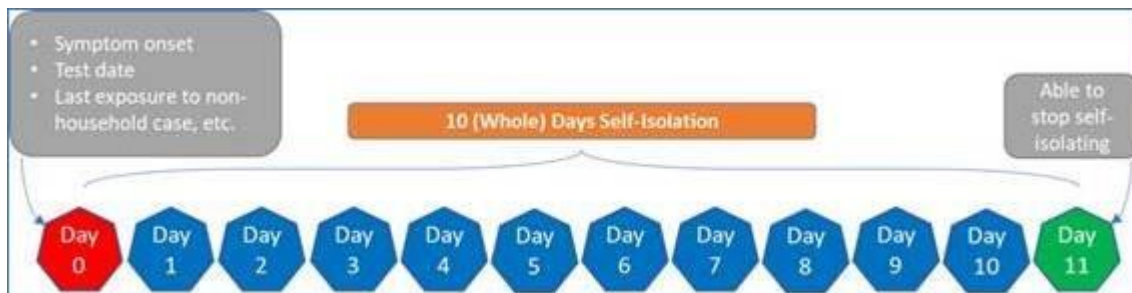 • Symptom onset
• Test date
• Last exposure to non-
household case, etc.
10 (Whole) Days Self-Isolation
Able to
stop self-
isolating
Day
0
Day
1
Day
2
Day
3
Day
4
Day
5
Day
6
Day
7
Day
8
Day
9
Day
10
Day
11